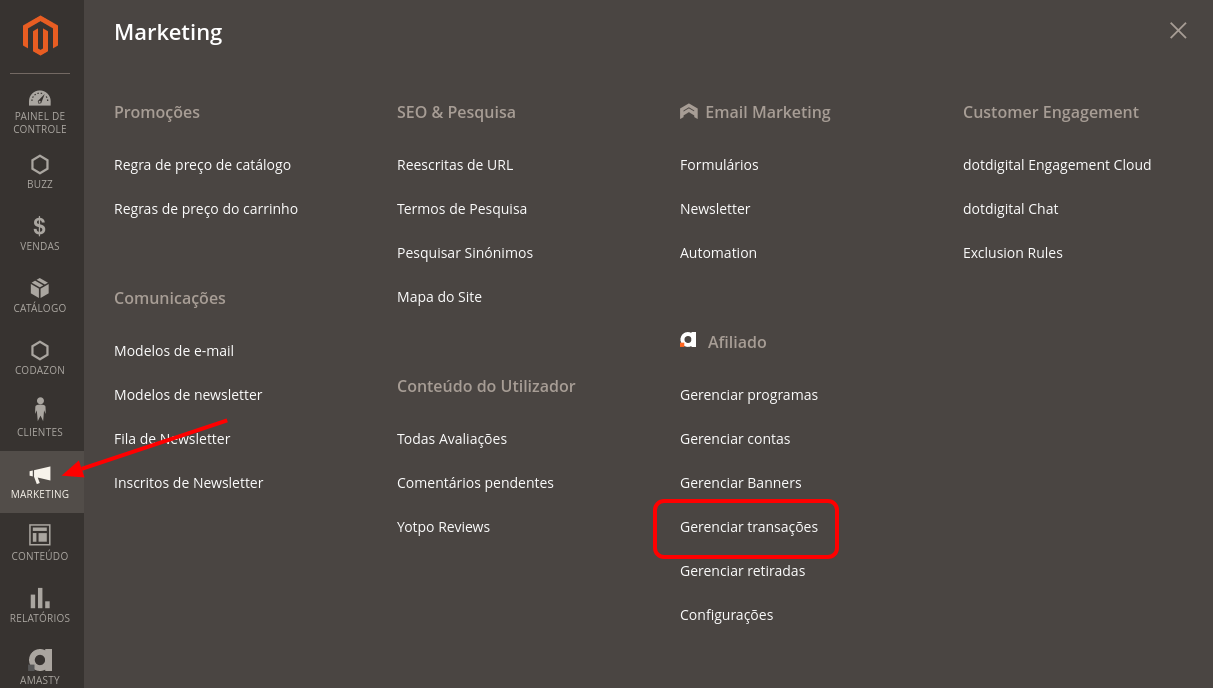 Marketing
PAINEL DE
CONTROLE
BUZZ
VENDAS
CATÁLOGO
CODAZON
CLIENTES
MARKETING
CONTEÚDO
RELATÓRIOS
AMASTY
Promoções
Regra de preço de catálogo
Regras de preço do carrinho
Comunicações
Modelos de e-mail
Modelos de newsletter
Fila de Newsletter
Inscritos de Newsletter
SEO & Pesquisa
Reescritas de URL
Termos de Pesquisa
Pesquisar Sinónimos
Mapa do Site
Conteúdo do Utilizador
Todas Avaliações
Comentários pendentes
Yotpo Reviews
Email Marketing
Formulários
Newsletter
Automation
Afiliado
Gerenciar programas
Gerenciar contas
Gerenciar Banners
Gerenciar transações
Gerenciar retiradas
Configurações
Customer Engagement
dotdigital Engagement Cloud
dotdigital Chat
Exclusion Rules